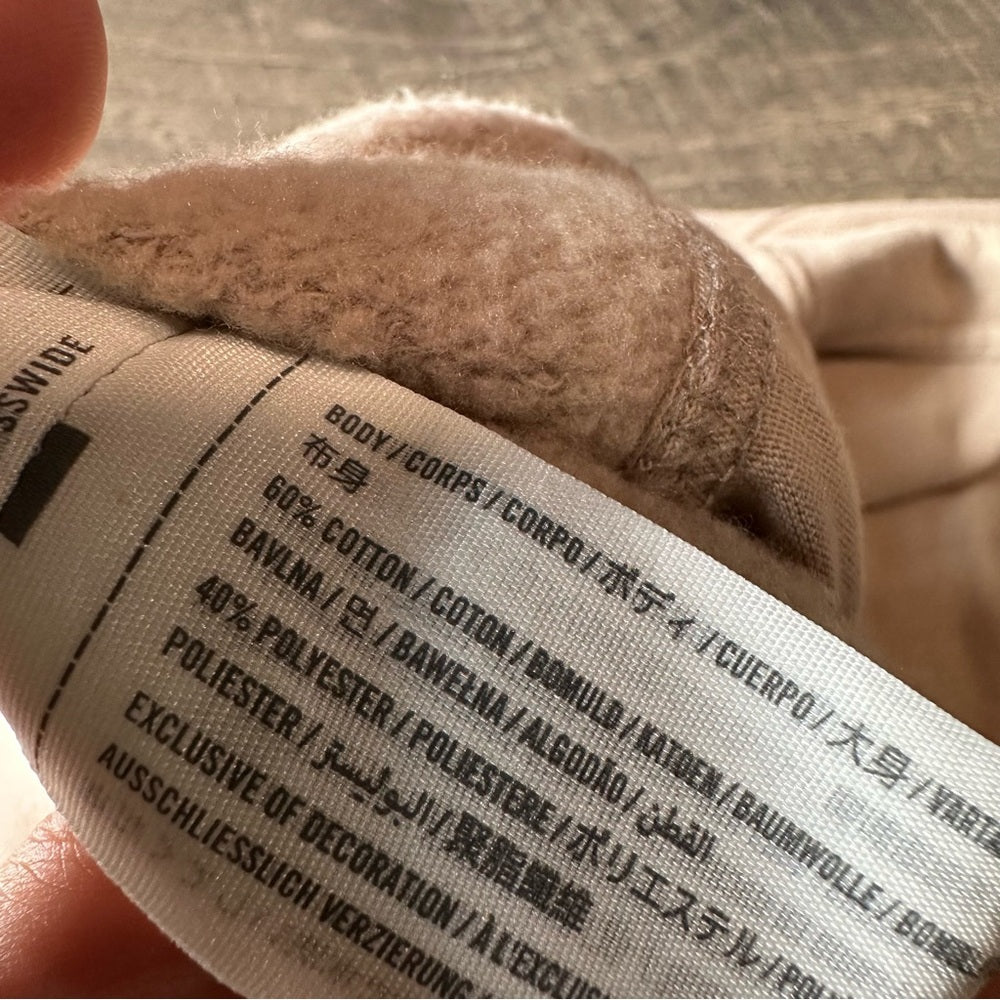 SSWIDE
BODY / CORPS / CORPO / ボディ / CUERPO / 大身 /
布身
60% COTTON / COTON / BOMULD / KATOEN / BAUMWOLLE /
BAVLNA / 면 / BAWEŁNA / ALGODÃO / القطن
40% POLYESTER / POLIESTERE / ポリエステル /
POLIESTER / البوليستر / 聚酯纖維
EXCLUSIVE OF DECORATION /
AUSSCHLIESSLICH VERZIERUNG /